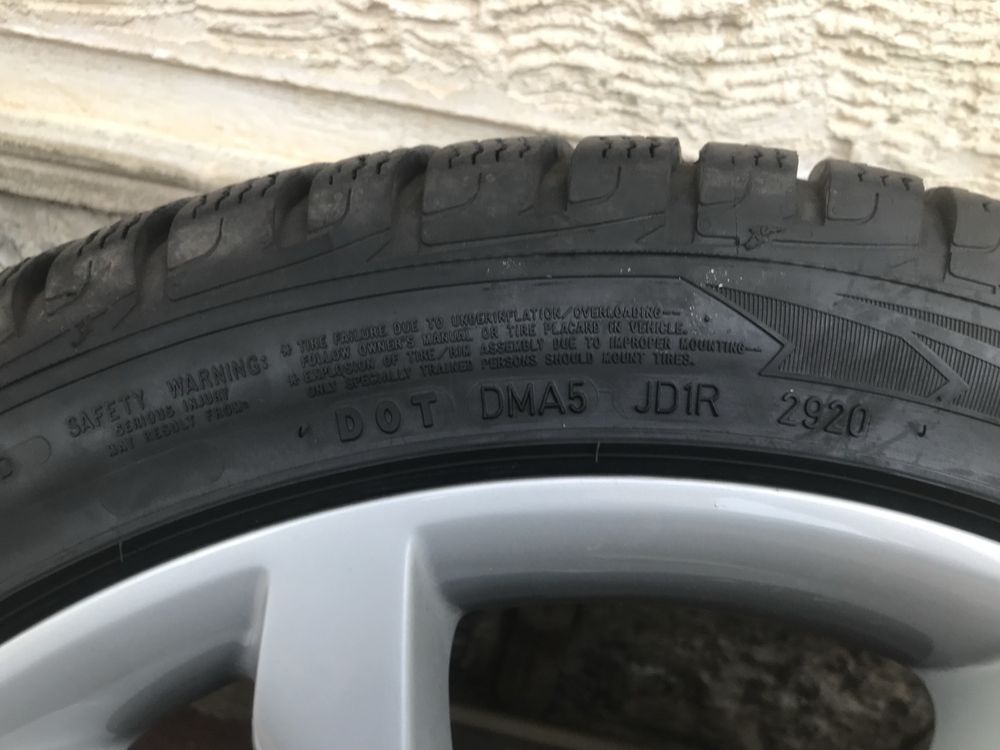 SAFETY WARNING:
SERIOUS INJURY
MAY RESULT FROM:
* TIRE FAILURE DUE TO UNDERINFLATION/OVERLOADING--
FOLLOW OWNER'S MANUAL OR TIRE PLACARD IN VEHICLE.
* EXPLOSION OF TIRE/RIM ASSEMBLY DUE TO IMPROPER MOUNTING--
ONLY SPECIALLY TRAINED PERSONS SHOULD MOUNT TIRES.
DOT DMA5 JD1R 2920